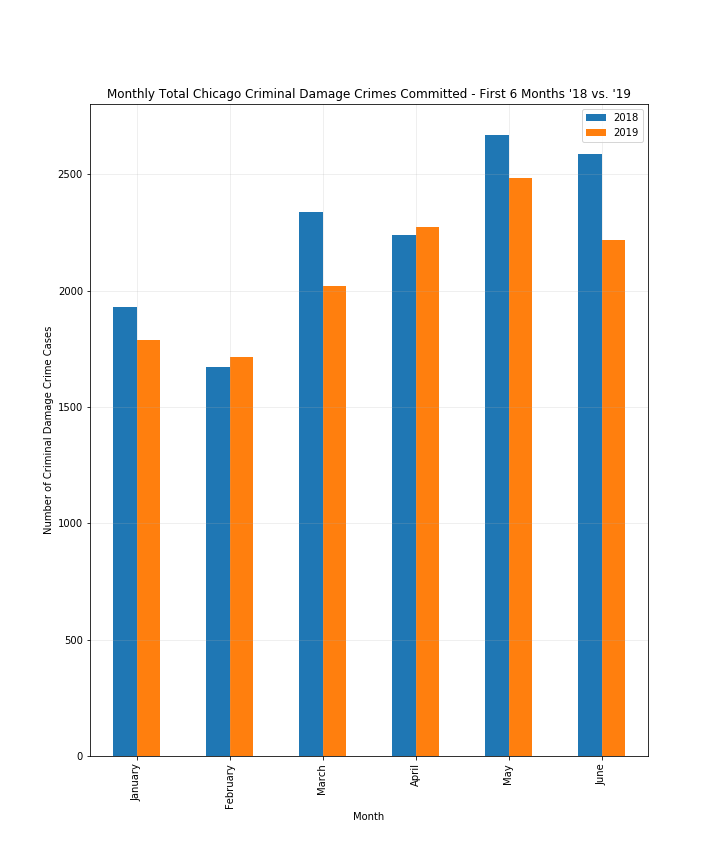 Monthly Total Chicago Criminal Damage Crimes Committed - First 6 Months '18 vs. '19
2018
2019
2500
2000
1500
1000
500
0
Number of Criminal Damage Crime Cases
January
February
March
April
May
June
Month